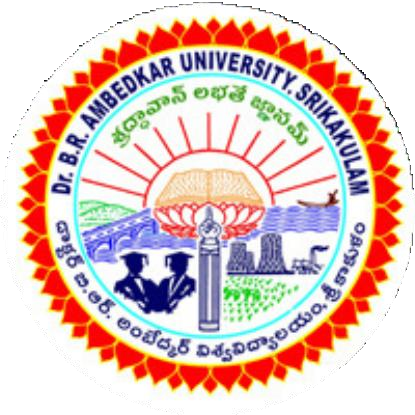 Dr. B.R. AMBEDKAR UNIVERSITY, SRIKAKULAM
శ్రద్ధావాన్ లభతే జ్ఞానమ్
డాక్టర్ బి.ఆర్. అంబేద్కర్ విశ్వవిద్యాలయం, శ్రీకాకుళం